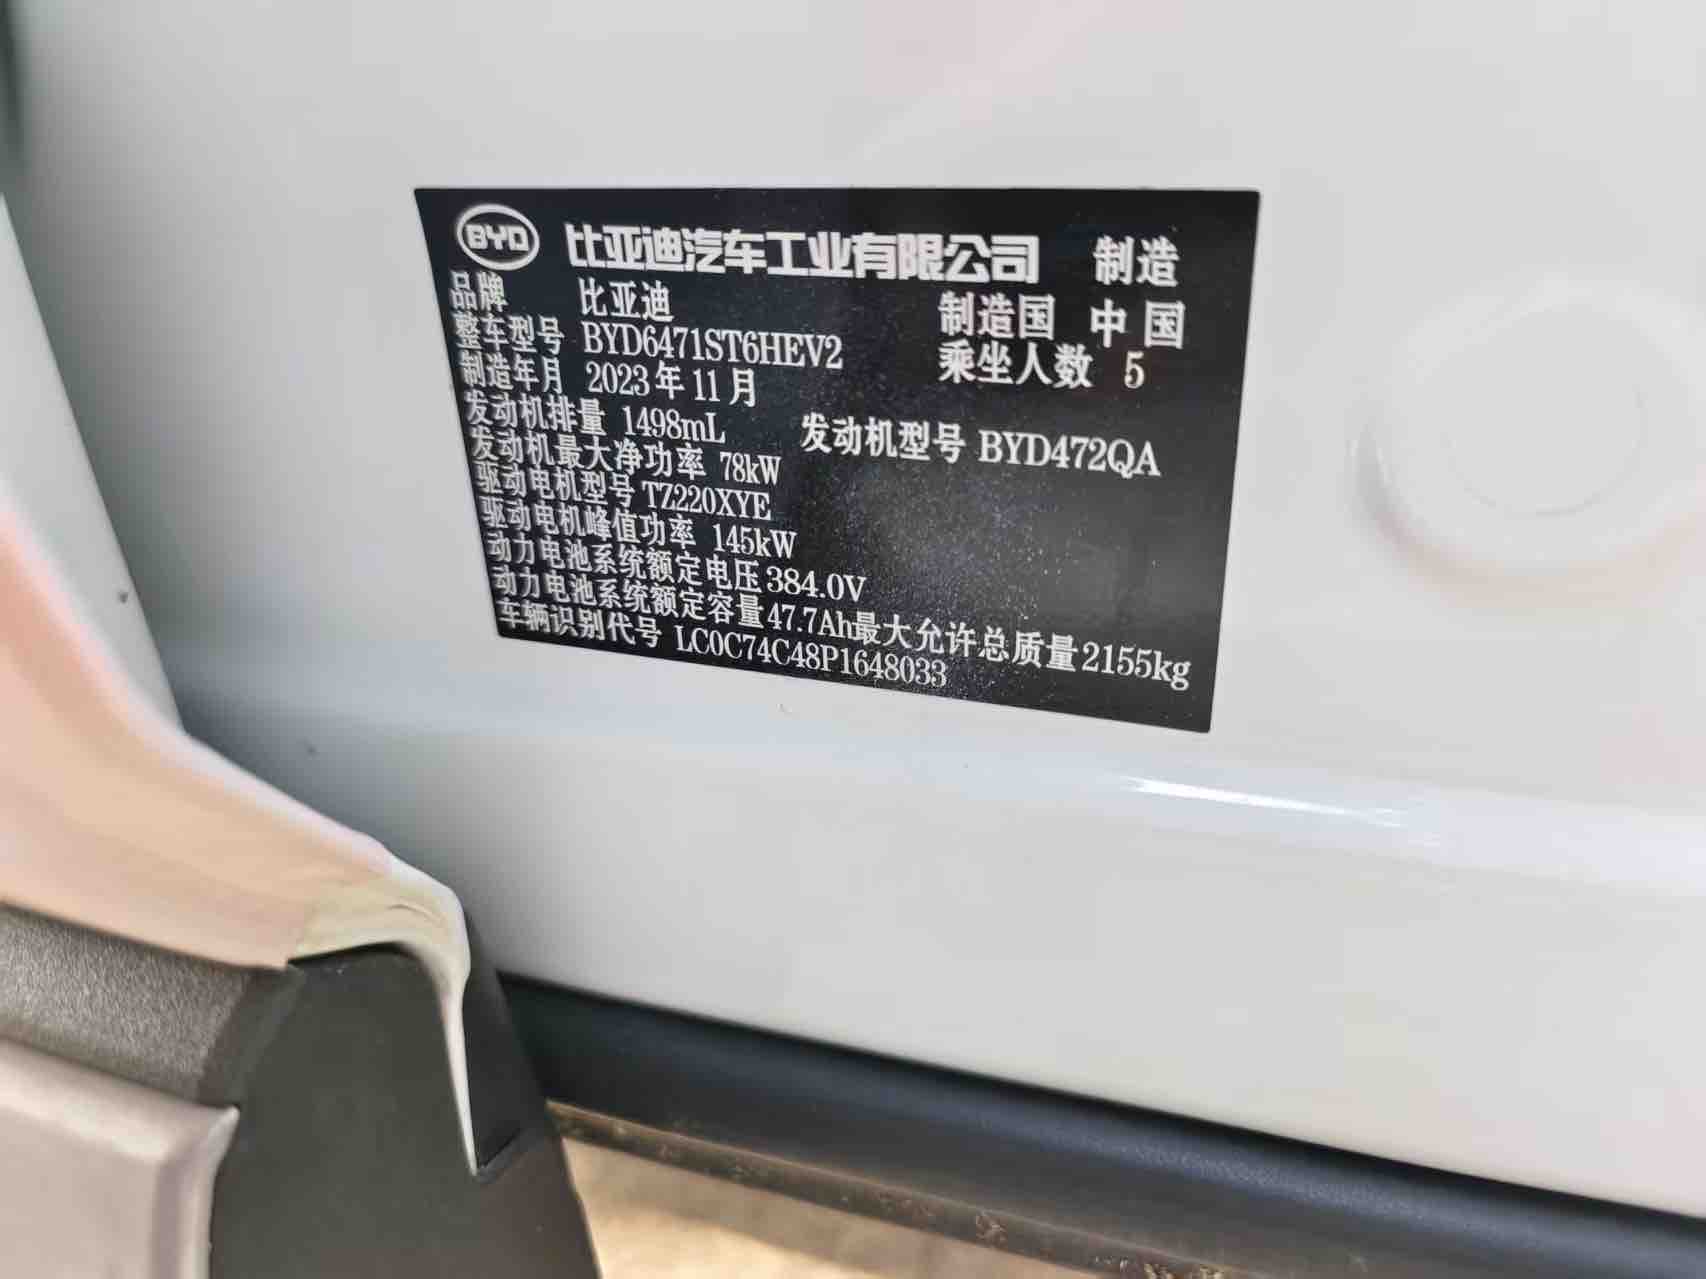 BYD 比亚迪汽车工业有限公司 制造
品牌 比亚迪 制造国 中国
整车型号 BYD6471ST6HEV2 乘坐人数 5
制造年月 2023年11月
发动机排量 1498mL 发动机型号 BYD472QA
发动机最大净功率 78kW
驱动电机型号 TZ220XYE
驱动电机峰值功率 145kW
动力电池系统额定电压 384.0V
动力电池系统额定容量 47.7Ah 最大允许总质量 2155kg
车辆识别代号 LC0C74C48P1648033